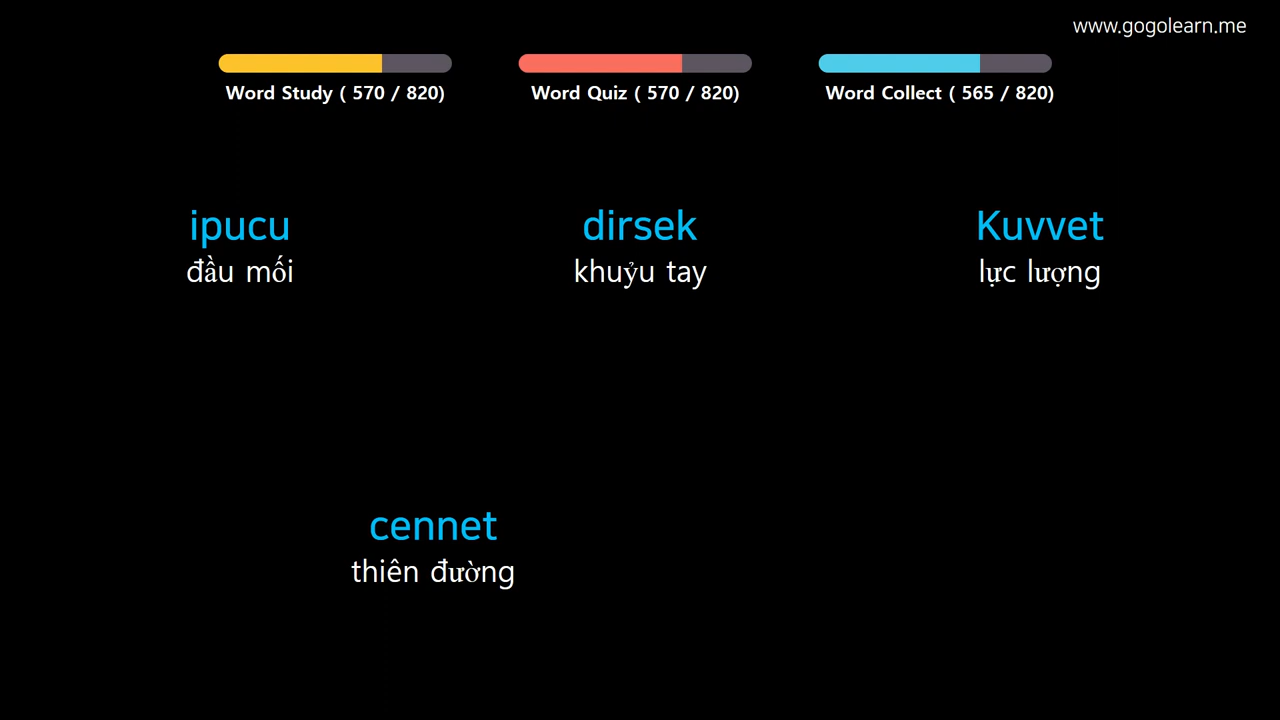 www.gogolearn.me
Word Study ( 570 / 820)
Word Quiz ( 570 / 820)
Word Collect ( 565 / 820)
ipucu
đầu mối
dirsek
khuỷu tay
Kuvvet
lực lượng
cennet
thiên đường